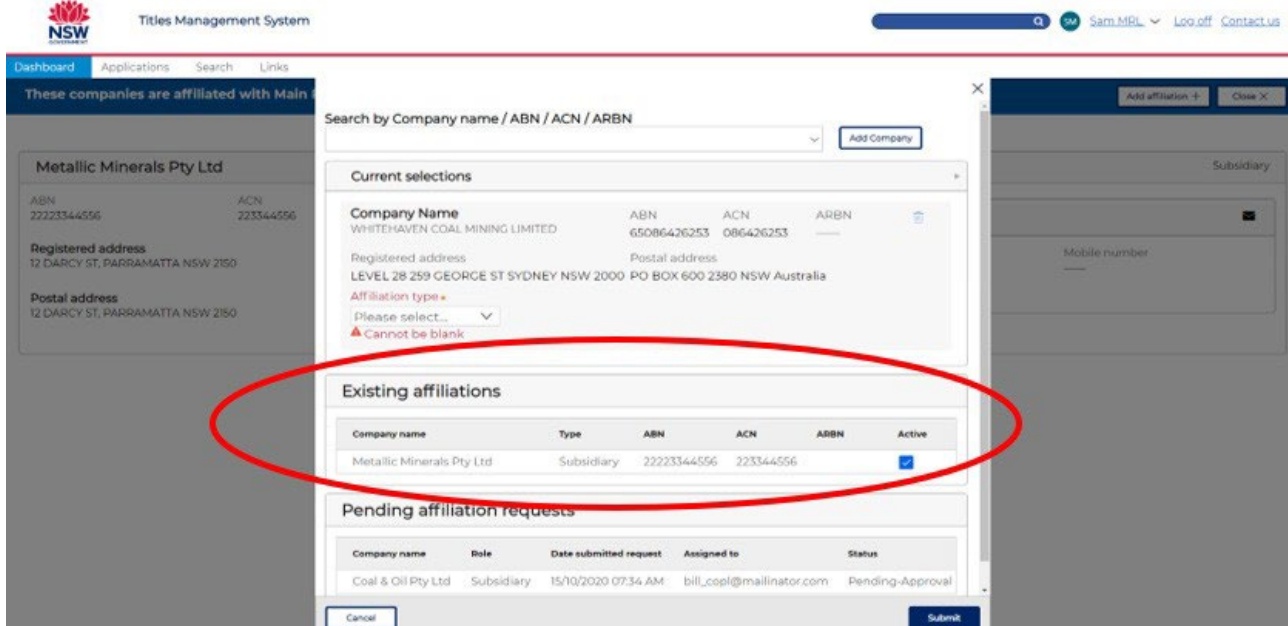 NSW
GOVERNMENT
Titles Management System
SM Sam MRL Log off Contact us
Dashboard Applications Search Links
These companies are affiliated with Main
Add affiliation + Close X
Search by Company name / ABN / ACN / ARBN
Add Company
Metallic Minerals Pty Ltd
Subsidiary
ABN ACN
22223344556 223344556
Registered address
12 DARCY ST, PARRAMATTA NSW 2150
Postal address
12 DARCY ST, PARRAMATTA NSW 2150
Mobile number
Current selections
Company Name ABN ACN ARBN
WHITEHAVEN COAL MINING LIMITED 65086426253 086426253
Registered address Postal address
LEVEL 28 259 GEORGE ST SYDNEY NSW 2000 PO BOX 600 2380 NSW Australia
Affiliation type
Please select...
Cannot be blank
Existing affiliations
Company name Type ABN ACN ARBN Active
Metallic Minerals Pty Ltd Subsidiary 22223344556 223344556
Pending affiliation requests
Company name Role Date submitted request Assigned to Status
Coal & Oil Pty Ltd Subsidiary 15/10/2020 07:34 AM bill_copl@mailinator.com Pending-Approval
Cancel Submit